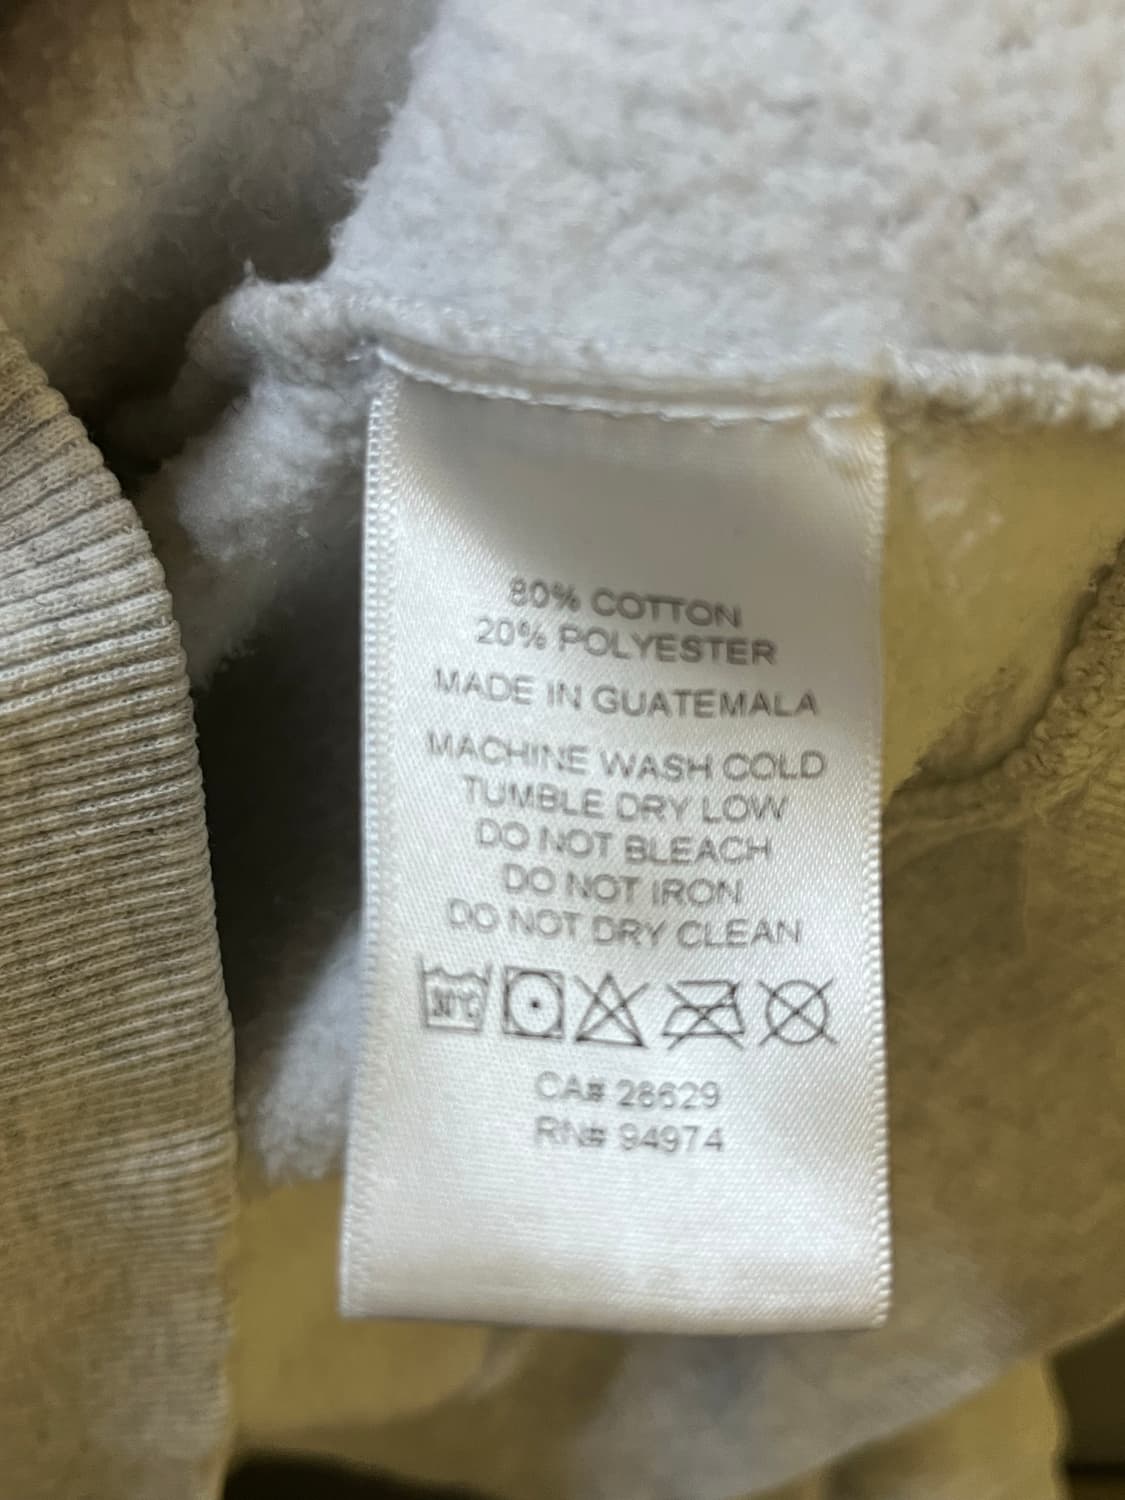 80% COTTON
20% POLYESTER
MADE IN GUATEMALA
MACHINE WASH COLD
TUMBLE DRY LOW
DO NOT BLEACH
DO NOT IRON
DO NOT DRY CLEAN
30°C
CA# 28629
RN# 94974